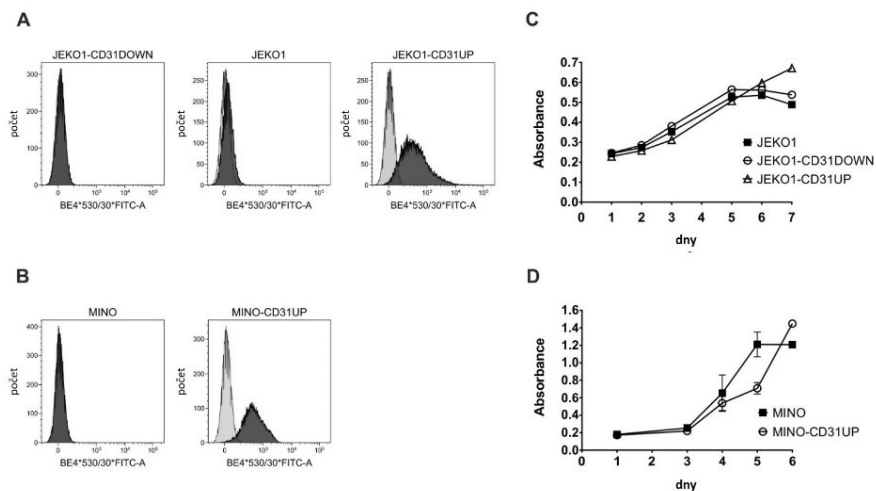 A
JEKO1-CD31DOWN
JEKO1
JEKO1-CD31UP
počet
300
200
100
0
0
10³
10⁴
10⁵
BE4*530/30*FITC-A
počet
250
200
150
100
50
0
0
10³
10⁴
10⁵
BE4*530/30*FITC-A
počet
250
200
150
100
50
0
0
10³
10⁴
10⁵
BE4*530/30*FITC-A
B
MINO
MINO-CD31UP
počet
400
300
200
100
0
0
10³
10⁴
10⁵
BE4*530/30*FITC-A
počet
300
200
100
0
0
10³
10⁴
10⁵
BE4*530/30*FITC-A
C
Absorbance
0.7
0.6
0.5
0.4
0.3
0.2
0.1
0.0
0 1 2 3 4 5 6 7
dny
JEKO1
JEKO1-CD31DOWN
JEKO1-CD31UP
D
Absorbance
1.6
1.4
1.2
1.0
0.8
0.6
0.4
0.2
0.0
1 2 3 4 5 6
dny
MINO
MINO-CD31UP